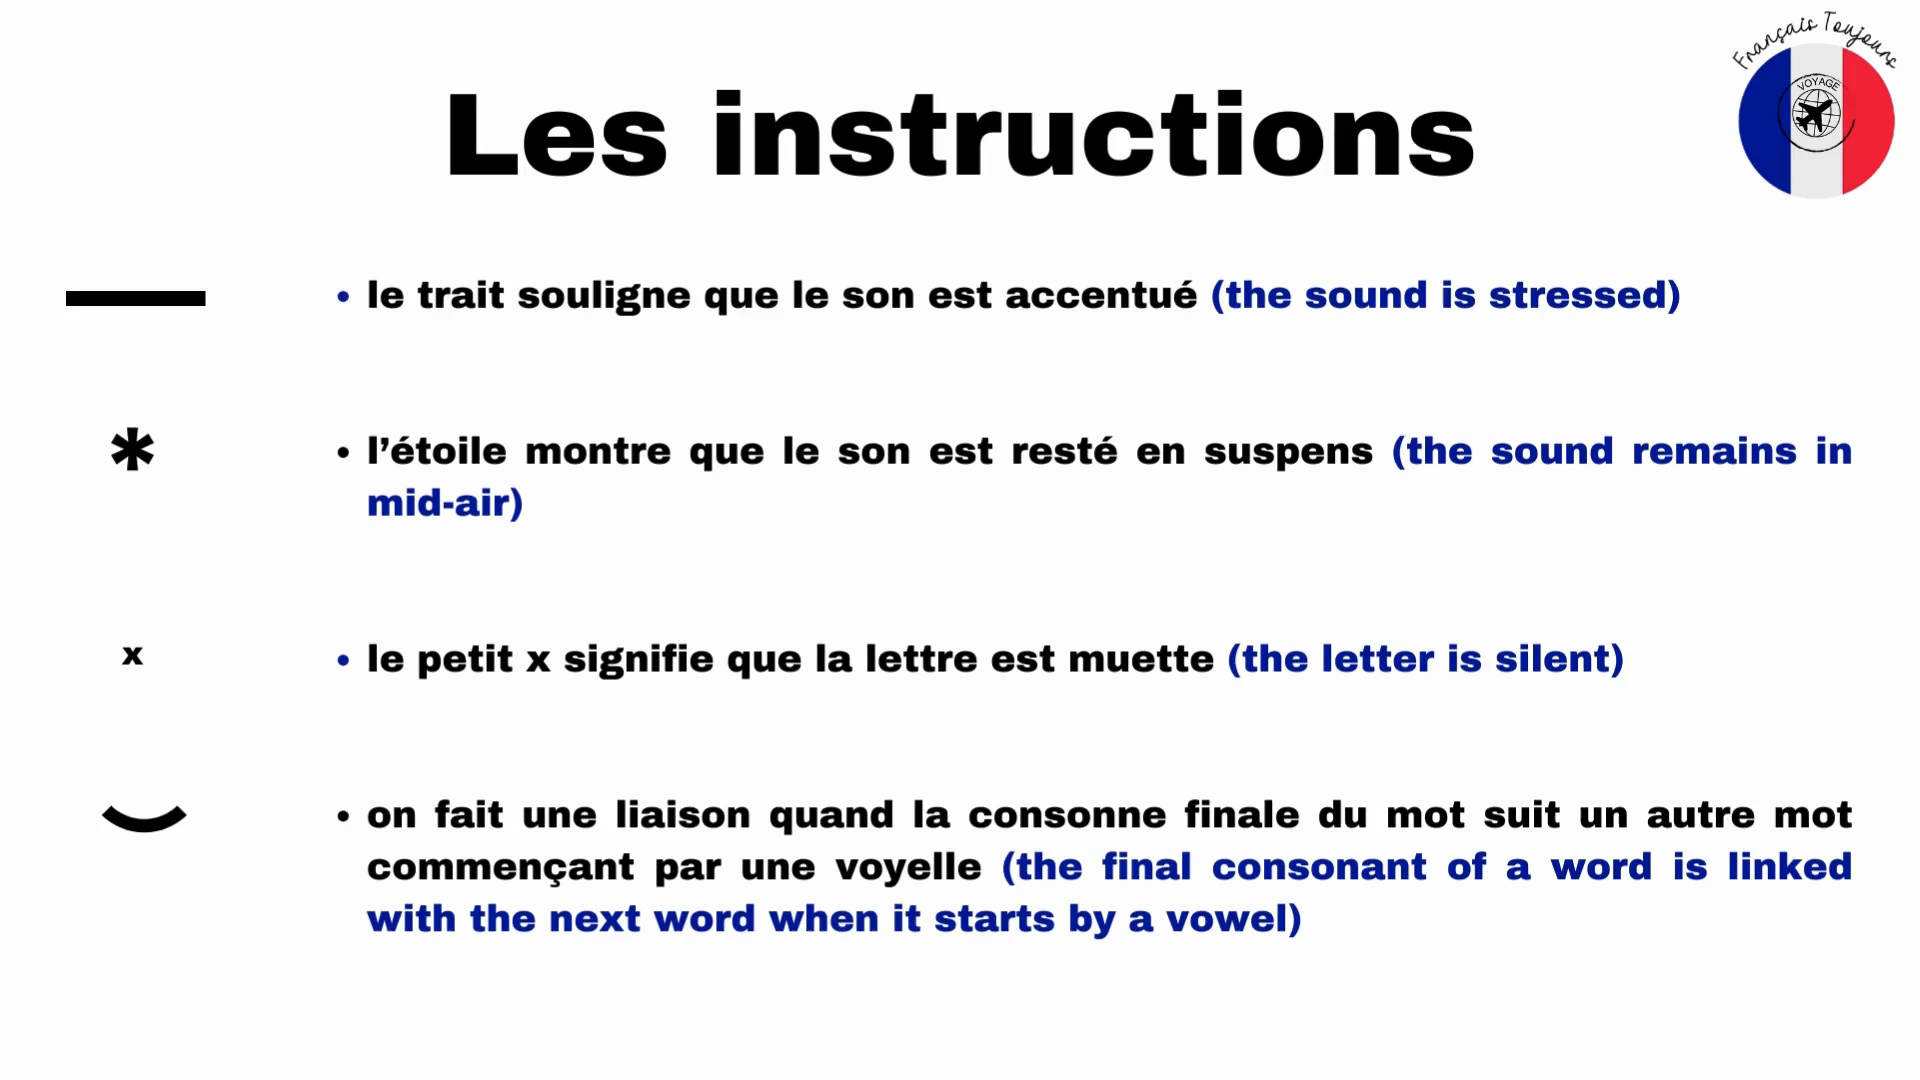 Français Toujours
VOYAGE
Les instructions
• le trait souligne que le son est accentué (the sound is stressed)
* • l’étoile montre que le son est resté en suspens (the sound remains in
mid-air)
x • le petit x signifie que la lettre est muette (the letter is silent)
• on fait une liaison quand la consonne finale du mot suit un autre mot
commençant par une voyelle (the final consonant of a word is linked
with the next word when it starts by a vowel)